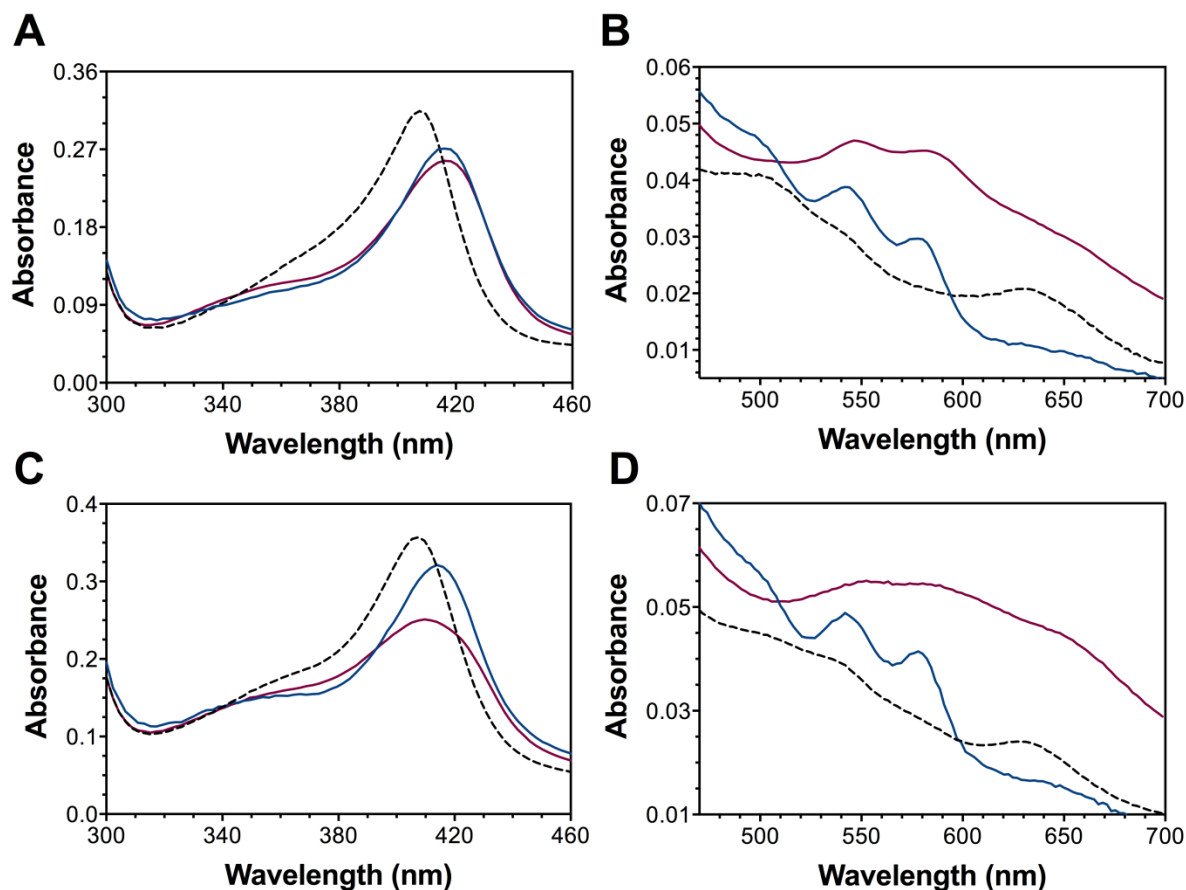 A
B
Absorbance
0.36
0.27
0.18
0.09
0.00
300 340 380 420 460
Wavelength (nm)
Absorbance
0.06
0.05
0.04
0.03
0.02
0.01
500 550 600 650 700
Wavelength (nm)
C
D
Absorbance
0.4
0.3
0.2
0.1
0.0
300 340 380 420 460
Wavelength (nm)
Absorbance
0.07
0.05
0.03
0.01
500 550 600 650 700
Wavelength (nm)